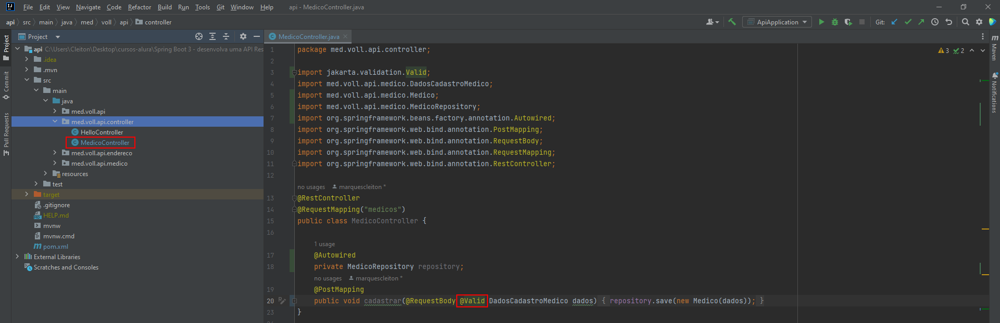 File Edit View Navigate Code Refactor Build Run Tools Git Window Help api - MedicoController.java
api src main java med voll api controller ApiApplication Git:
Project
MedicoController.java
api C:\Users\Cleiton\Desktop\cursos-alura\Spring Boot 3 - desenvolva uma API Res
.idea
.mvn
src
main
java
med.voll.api
med.voll.api.controller
HelloController
MedicoController
med.voll.api.endereco
med.voll.api.medico
resources
test
target
.gitignore
HELP.md
mvnw
mvnw.cmd
pom.xml
External Libraries
Scratches and Consoles
Project
Commit
Pull Requests
1 package med.voll.api.controller;
2
3 import jakarta.validation.Valid;
4 import med.voll.api.medico.DadosCadastroMedico;
5 import med.voll.api.medico.Medico;
6 import med.voll.api.medico.MedicoRepository;
7 import org.springframework.beans.factory.annotation.Autowired;
8 import org.springframework.web.bind.annotation.PostMapping;
9 import org.springframework.web.bind.annotation.RequestBody;
10 import org.springframework.web.bind.annotation.RequestMapping;
11 import org.springframework.web.bind.annotation.RestController;
12
no usages marquescleiton *
13 @RestController
14 @RequestMapping("medicos")
15 public class MedicoController {
16
1 usage
17 @Autowired
18 private MedicoRepository repository;
no usages marquescleiton *
19 @PostMapping
20 public void cadastrar(@RequestBody @Valid DadosCadastroMedico dados) { repository.save(new Medico(dados)); }
23 }
3 2
m Maven
Notifications